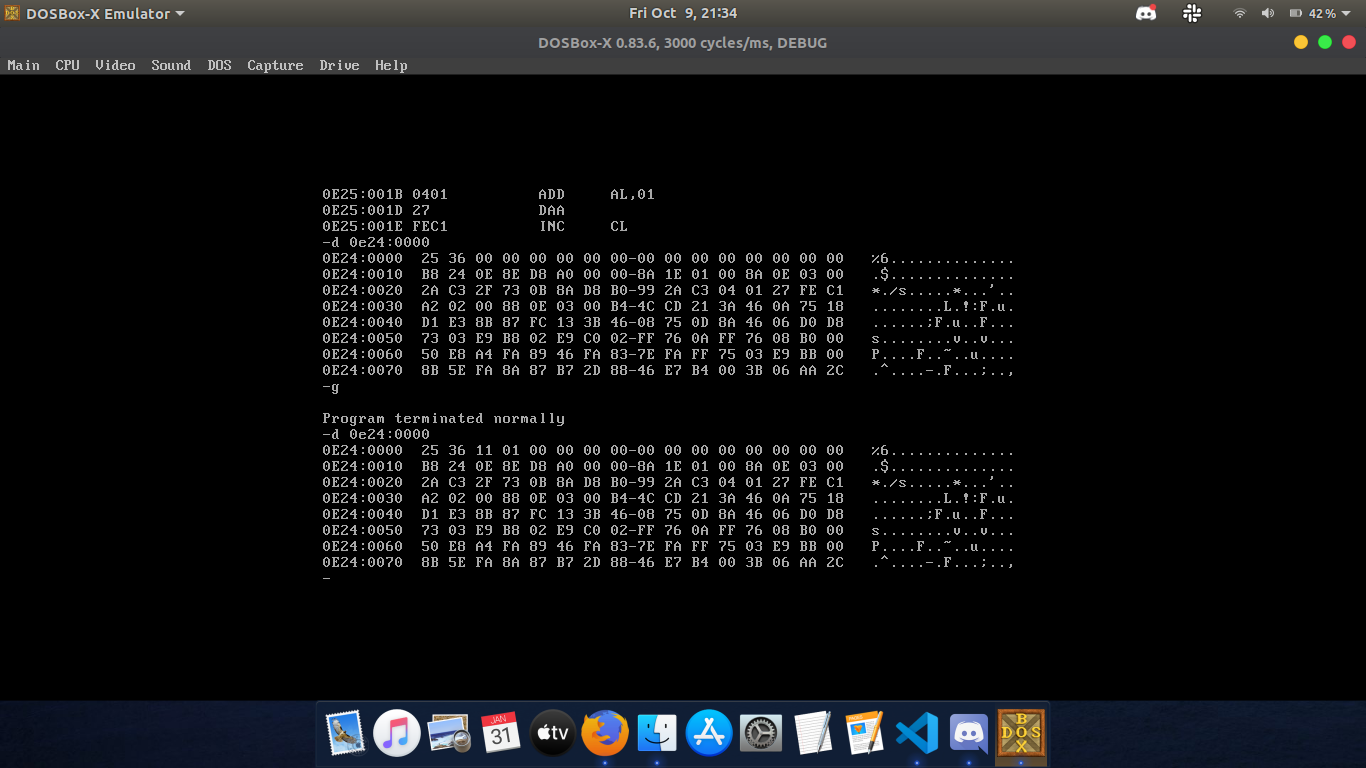 DOSBox-X Emulator Fri Oct 9, 21:34 42%
DOSBox-X 0.83.6, 3000 cycles/ms, DEBUG
Main CPU Video Sound DOS Capture Drive Help
0E25:001B 0401 ADD AL,01
0E25:001D 27 DAA
0E25:001E FEC1 INC CL
-d 0e24:0000
0E24:0000 25 36 00 00 00 00 00 00-00 00 00 00 00 00 00 00 %6..............
0E24:0010 B8 24 0E 8E D8 A0 00 00-8A 1E 01 00 8A 0E 03 00 .$..............
0E24:0020 2A C3 2F 73 0B 8A D8 B0-99 2A C3 04 01 27 FE C1 *./s.....*...'..
0E24:0030 A2 02 00 88 0E 03 00 B4-4C CD 21 3A 46 0A 75 18 ........L.!:F.u.
0E24:0040 D1 E3 8B 87 FC 13 3B 46-08 75 0D 8A 46 06 D0 D8 ......;F.u..F...
0E24:0050 73 03 E9 B8 02 E9 C0 02-FF 76 0A FF 76 08 B0 00 s........v..v...
0E24:0060 50 E8 A4 FA 89 46 FA 83-7E FA FF 75 03 E9 BB 00 P....F..~..u....
0E24:0070 8B 5E FA 8A 87 B7 2D 88-46 E7 B4 00 3B 06 AA 2C .^....-.F...;..,
-g
Program terminated normally
-d 0e24:0000
0E24:0000 25 36 11 01 00 00 00 00-00 00 00 00 00 00 00 00 %6..............
0E24:0010 B8 24 0E 8E D8 A0 00 00-8A 1E 01 00 8A 0E 03 00 .$..............
0E24:0020 2A C3 2F 73 0B 8A D8 B0-99 2A C3 04 01 27 FE C1 *./s.....*...'..
0E24:0030 A2 02 00 88 0E 03 00 B4-4C CD 21 3A 46 0A 75 18 ........L.!:F.u.
0E24:0040 D1 E3 8B 87 FC 13 3B 46-08 75 0D 8A 46 06 D0 D8 ......;F.u..F...
0E24:0050 73 03 E9 B8 02 E9 C0 02-FF 76 0A FF 76 08 B0 00 s........v..v...
0E24:0060 50 E8 A4 FA 89 46 FA 83-7E FA FF 75 03 E9 BB 00 P....F..~..u....
0E24:0070 8B 5E FA 8A 87 B7 2D 88-46 E7 B4 00 3B 06 AA 2C .^....-.F...;..,
-
JAN
31
tv
PAGES
DOS
BOX